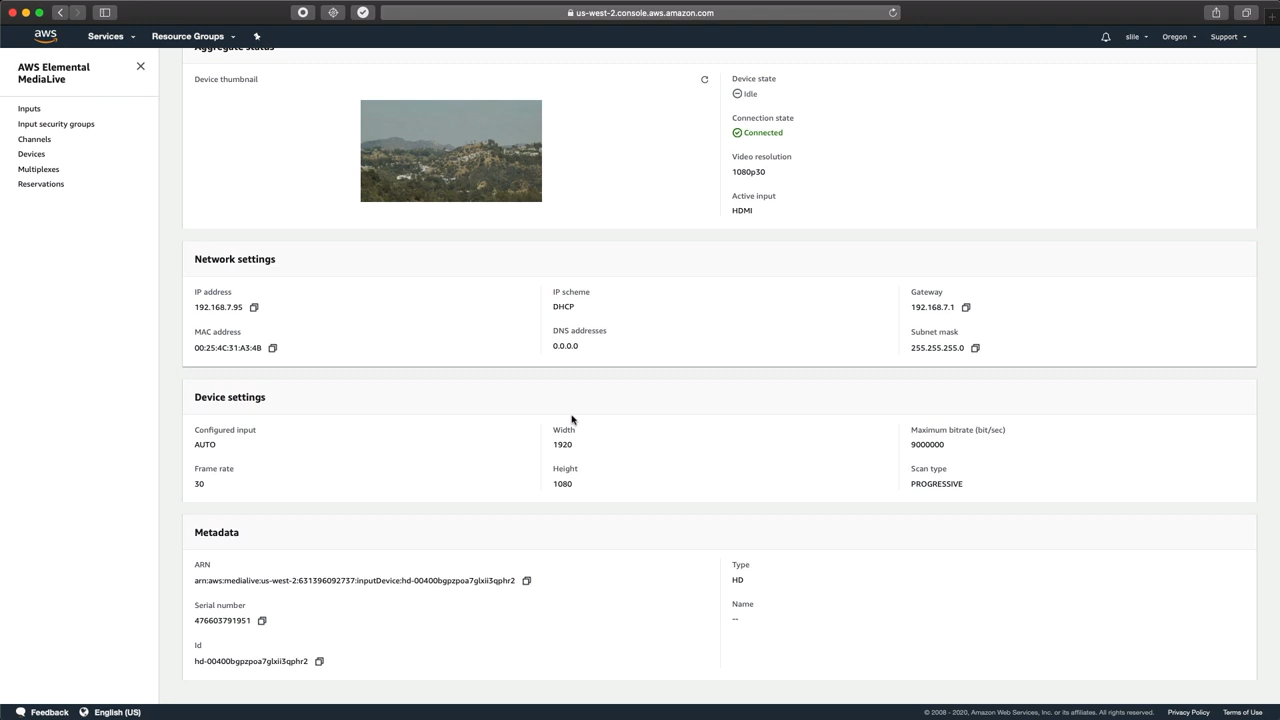 us-west-2.console.aws.amazon.com
aws
Services
Resource Groups
slile
Oregon
Support
AWS Elemental
MediaLive
Inputs
Input security groups
Channels
Devices
Multiplexes
Reservations
Aggregate status
Device thumbnail
Device state
Idle
Connection state
Connected
Video resolution
1080p30
Active input
HDMI
Network settings
IP address
192.168.7.95
IP scheme
DHCP
Gateway
192.168.7.1
MAC address
00:25:4C:31:A3:4B
DNS addresses
0.0.0.0
Subnet mask
255.255.255.0
Device settings
Configured input
AUTO
Width
1920
Maximum bitrate (bit/sec)
9000000
Frame rate
30
Height
1080
Scan type
PROGRESSIVE
Metadata
ARN
arn:aws:medialive:us-west-2:631396092737:inputDevice:hd-00400bgpzpoa7glxii3qphr2
Type
HD
Serial number
476603791951
Name
--
Id
hd-00400bgpzpoa7glxii3qphr2
Feedback
English (US)
© 2008 - 2020, Amazon Web Services, Inc. or its affiliates. All rights reserved.
Privacy Policy
Terms of Use